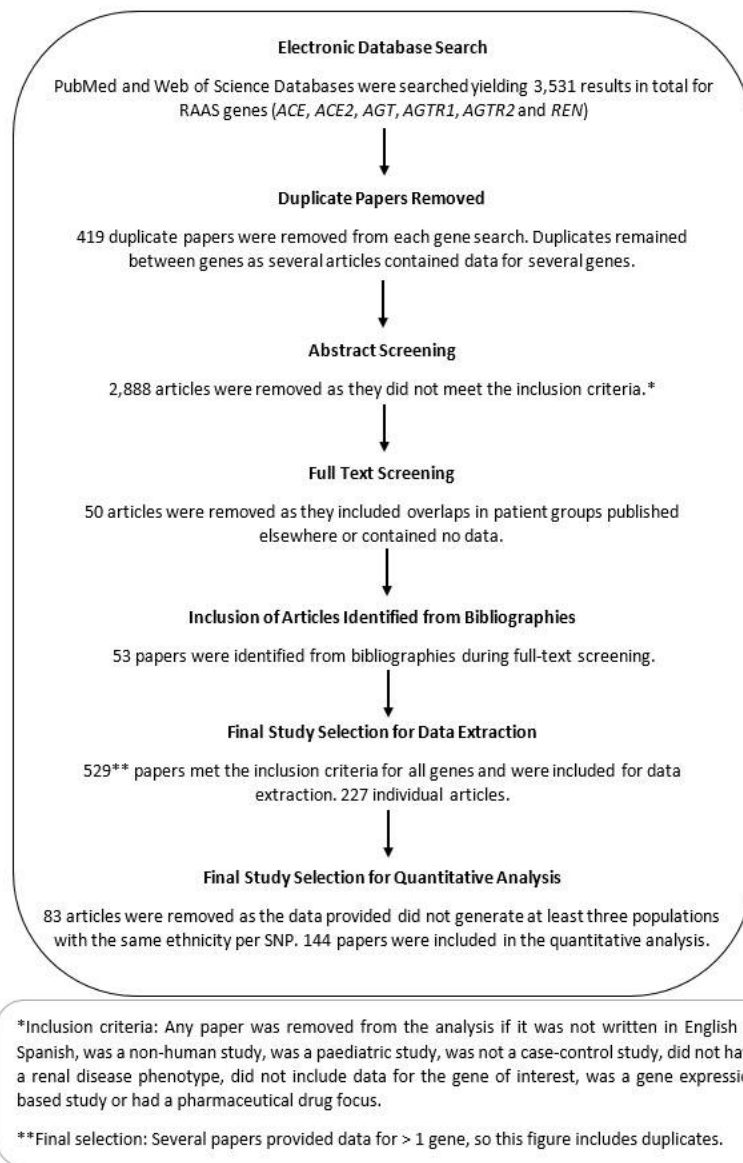 Electronic Database Search
PubMed and Web of Science Databases were searched yielding 3,531 results in total for
RAAS genes (ACE, ACE2, AGT, AGTR1, AGTR2 and REN)
Duplicate Papers Removed
419 duplicate papers were removed from each gene search. Duplicates remained
between genes as several articles contained data for several genes.
Abstract Screening
2,888 articles were removed as they did not meet the inclusion criteria.*
Full Text Screening
50 articles were removed as they included overlaps in patient groups published
elsewhere or contained no data.
Inclusion of Articles Identified from Bibliographies
53 papers were identified from bibliographies during full-text screening.
Final Study Selection for Data Extraction
529** papers met the inclusion criteria for all genes and were included for data
extraction. 227 individual articles.
Final Study Selection for Quantitative Analysis
83 articles were removed as the data provided did not generate at least three populations
with the same ethnicity per SNP. 144 papers were included in the quantitative analysis.
*Inclusion criteria: Any paper was removed from the analysis if it was not written in English
Spanish, was a non-human study, was a paediatric study, was not a case-control study, did not ha
a renal disease phenotype, did not include data for the gene of interest, was a gene expressi
based study or had a pharmaceutical drug focus.
**Final selection: Several papers provided data for > 1 gene, so this figure includes duplicates.